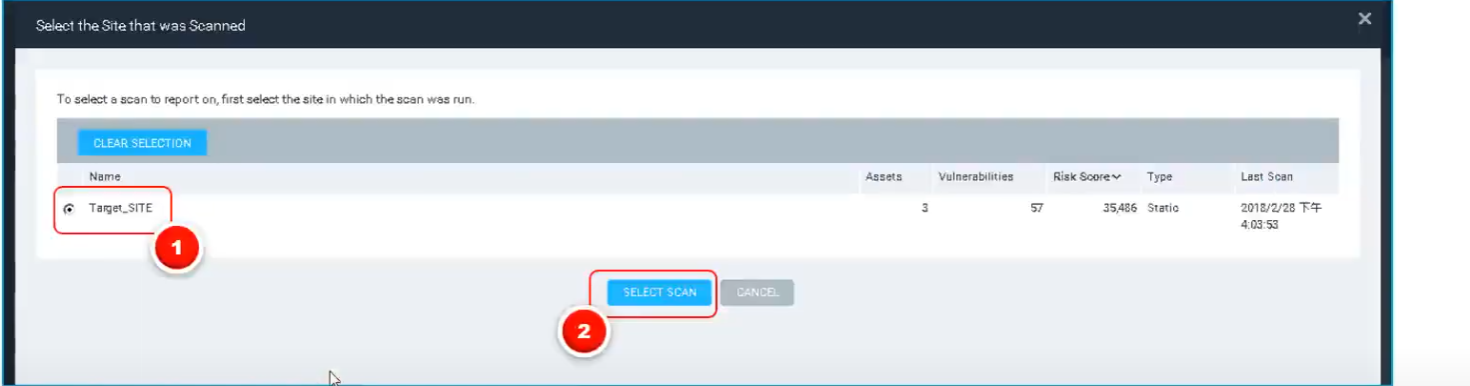 Select the Site that was Scanned
To select a scan to report on, first select the site in which the scan was run.
CLEAR SELECTION
Name Assets Vulnerabilities Risk Score Type Last Scan
Target_SITE 3 57 35,486 Static 2018/2/28 下午
4:03:53
1
SELECT SCAN CANCEL
2